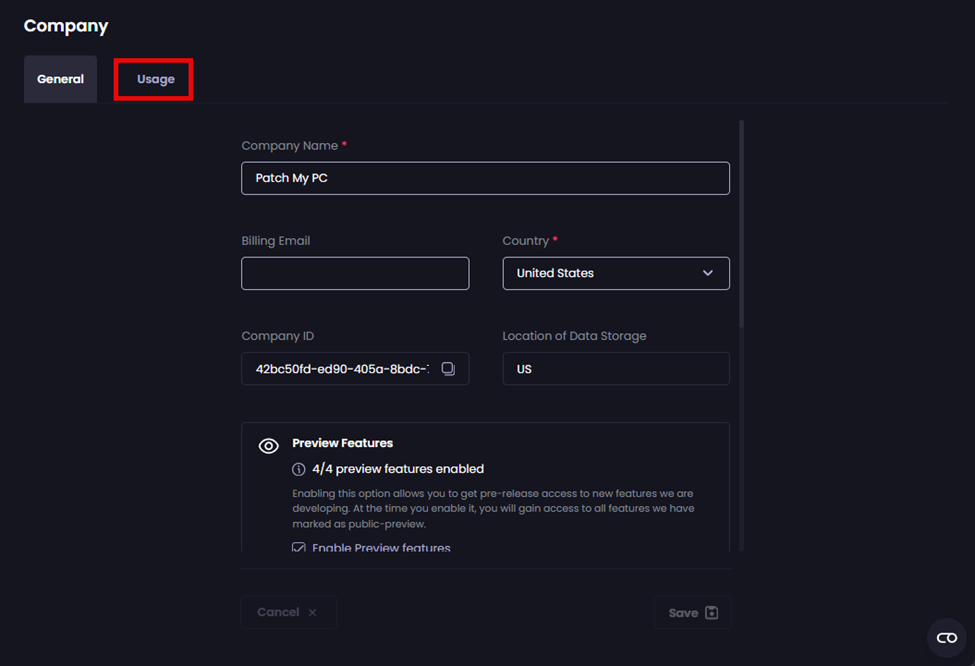 Company
General
Usage
Company Name *
Patch My PC
Billing Email
Country *
United States
Company ID
Location of Data Storage
42bc50fd-ed90-405a-8bdc-
US
Preview Features
4/4 preview features enabled
Enabling this option allows you to get pre-release access to new features we are
developing. At the time you enable it, you will gain access to all features we have
marked as public-preview.
Enable Preview features
Cancel
Save